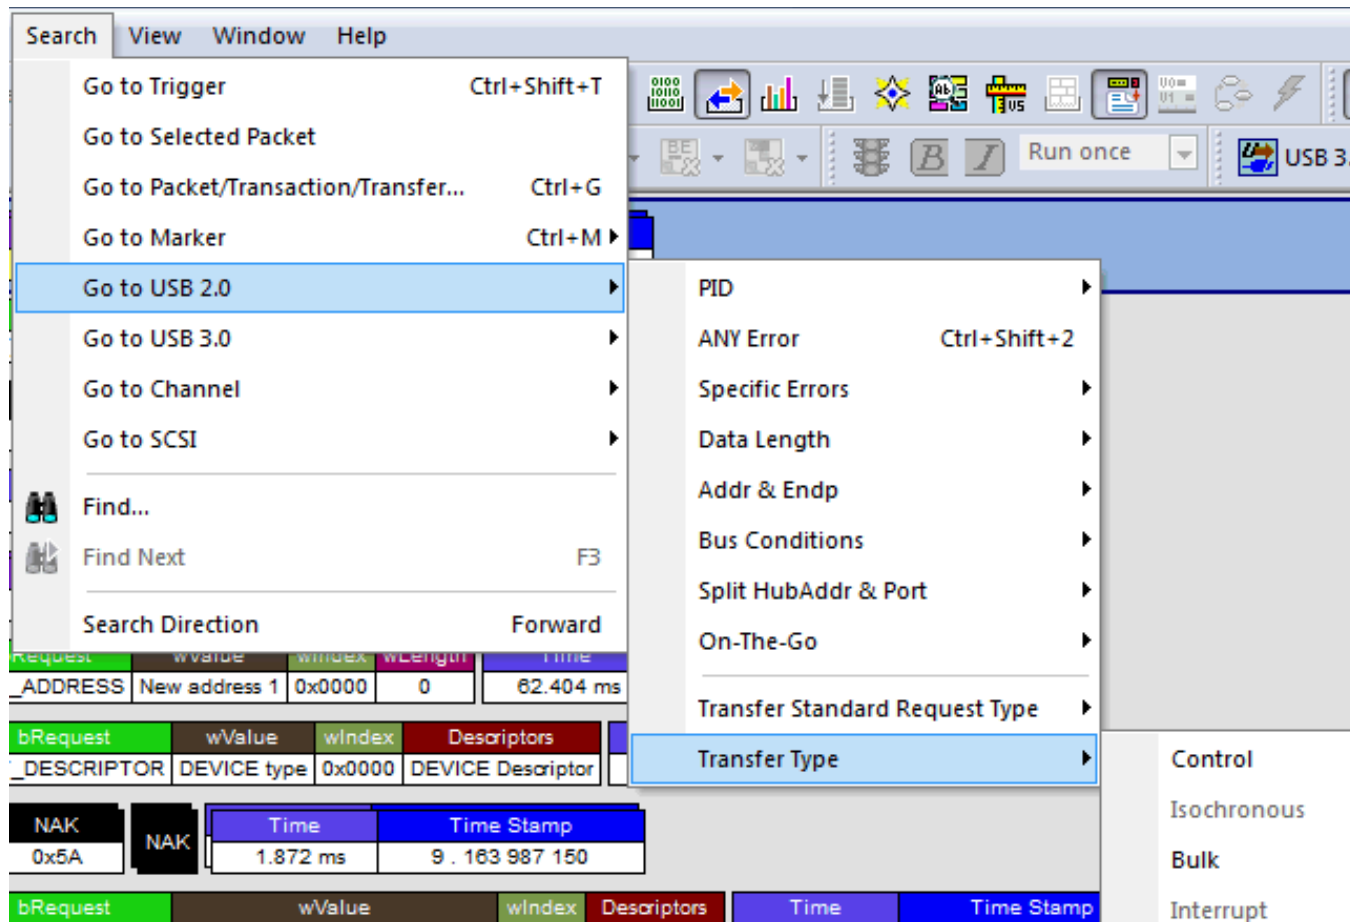 Search View Window Help
Go to Trigger Ctrl+Shift+T
Go to Selected Packet
Go to Packet/Transaction/Transfer... Ctrl+G
Go to Marker Ctrl+M
Go to USB 2.0
Go to USB 3.0
Go to Channel
Go to SCSI
Find...
Find Next F3
Search Direction Forward
Run once
USB 3.
PID
ANY Error Ctrl+Shift+2
Specific Errors
Data Length
Addr & Endp
Bus Conditions
Split HubAddr & Port
On-The-Go
Transfer Standard Request Type
Transfer Type
Control
Isochronous
Bulk
Interrupt
bRequest wValue wIndex wLength Time
_ADDRESS New address 1 0x0000 0 62.404 ms
bRequest wValue wIndex Descriptors
_DESCRIPTOR DEVICE type 0x0000 DEVICE Descriptor
NAK NAK Time Time Stamp
0x5A 1.872 ms 9 . 163 987 150
bRequest wValue wIndex Descriptors Time Time Stamp